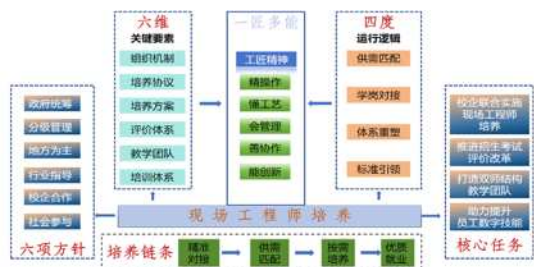 六维
关键要素
组织机制
培养协议
培养方案
评价体系
教学团队
培训体系
一匠多能
工匠精神
精操作
懂工艺
会管理
善协作
能创新
四度
运行逻辑
供需匹配
学岗对接
体系重塑
标准引领
政府统筹
分级管理
地方为主
行业指导
校企合作
社会参与
六项方针
校企联合实施
现场工程师
培养
推进招生考试
评价改革
打造双师结构
教学团队
助力提升
员工数字技能
核心任务
现场工程师培养
培养链条
精准
对接
供需
匹配
按需
培养
优质
就业